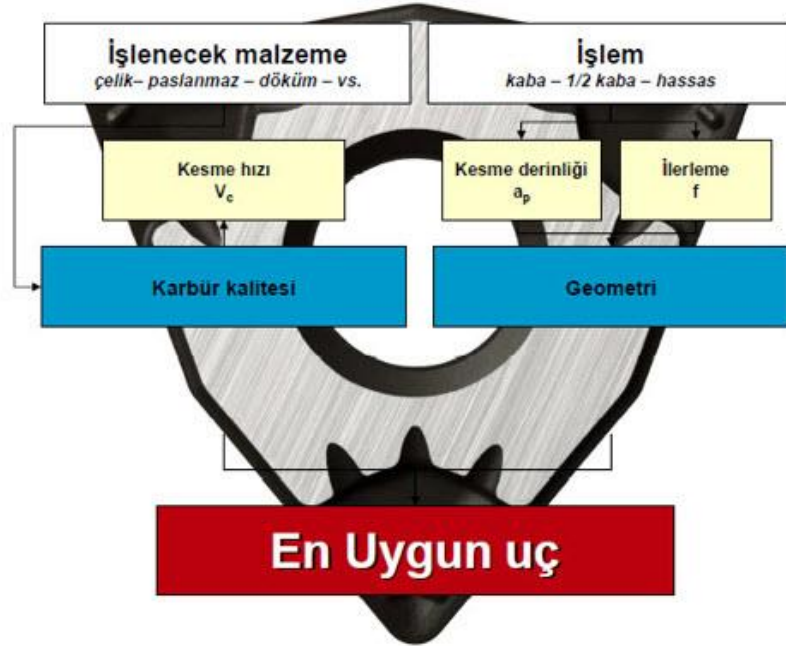 İşlenecek malzeme
çelik– paslanmaz – döküm – vs.
İşlem
kaba – 1/2 kaba – hassas
Kesme hızı
Vc
Kesme derinliği
ap
İlerleme
f
Karbür kalitesi
Geometri
En Uygun uç